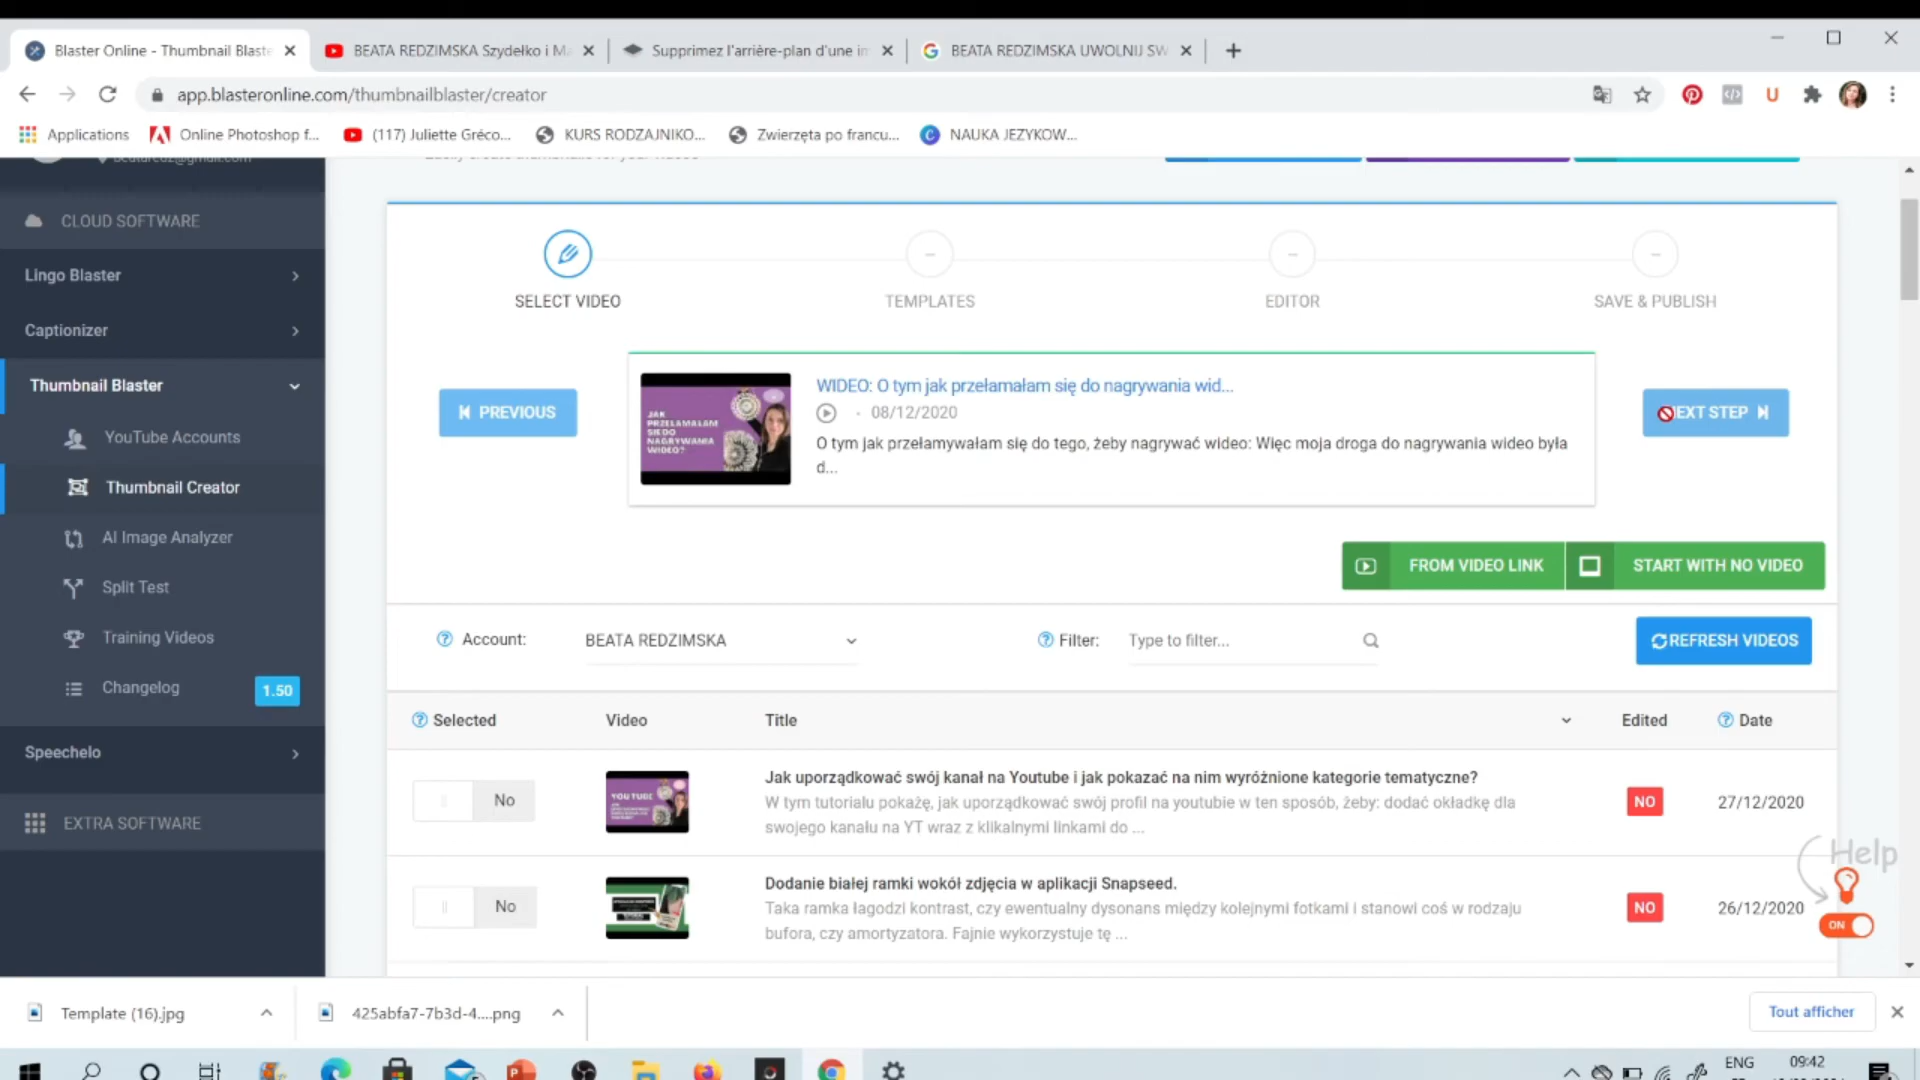 Blaster Online - Thumbnail Blaste
BEATA REDZIMSKA Szydełko i M
Supprimez l'arrière-plan d'une in
BEATA REDZIMSKA UWOLNIJ SW
app.blasteronline.com/thumbnailblaster/creator
Applications
Online Photoshop f...
(117) Juliette Gréco...
KURS RODZAJNIKO...
Zwierzęta po francu...
NAUKA JEZYKOW...
CLOUD SOFTWARE
Lingo Blaster
Captionizer
Thumbnail Blaster
YouTube Accounts
Thumbnail Creator
AI Image Analyzer
Split Test
Training Videos
Changelog
1.50
Speechelo
EXTRA SOFTWARE
SELECT VIDEO
TEMPLATES
EDITOR
SAVE & PUBLISH
PREVIOUS
JAK
PRZEŁAMAŁAM
SIĘ DO
NAGRYWANIA
WIDEO?
WIDEO: O tym jak przełamałam się do nagrywania wid...
08/12/2020
O tym jak przełamywałam się do tego, żeby nagrywać wideo: Więc moja droga do nagrywania wideo była
d...
EXT STEP
FROM VIDEO LINK
START WITH NO VIDEO
Account:
BEATA REDZIMSKA
Filter:
Type to filter...
REFRESH VIDEOS
Selected
Video
Title
Edited
Date
No
YOU TUBE
Jak uporządkować swój kanał na Youtube i jak pokazać na nim wyróżnione kategorie tematyczne?
W tym tutorialu pokażę, jak uporządkować swój profil na youtubie w ten sposób, żeby: dodać okładkę dla
swojego kanału na YT wraz z klikalnymi linkami do ...
NO
27/12/2020
No
Dodanie białej ramki wokół zdjęcia w aplikacji Snapseed.
Taka ramka łagodzi kontrast, czy ewentualny dysonans między kolejnymi fotkami i stanowi coś w rodzaju
bufora, czy amortyzatora. Fajnie wykorzystuje tę ...
NO
26/12/2020
Help
ON
Template (16).jpg
425abfa7-7b3d-4....png
Tout afficher
ENG
09:42